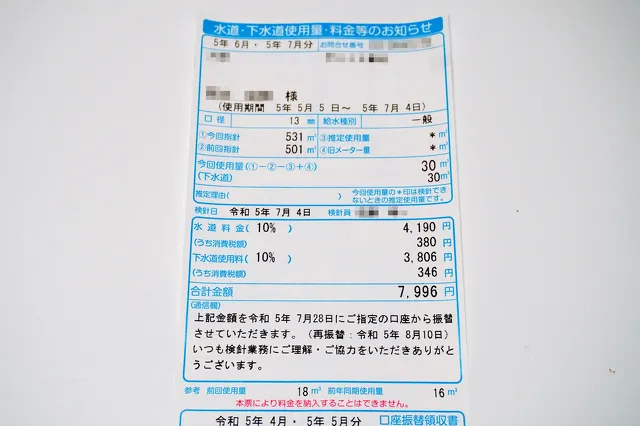 水道・下水道使用量・料金等のお知らせ
5年 6月・ 5年 7月分 お問合せ番号
様
(使用期間 5年 5月 5日〜 5年 7月 4日)
口径 13 mm 給水種別 一般
①今回指針 531 m³ ③推定使用量 * m³
②前回指針 501 m³ ④旧メーター量 * m³
今回使用量(①−②−③+④) 30 m³
(下水道) 30 m³
推定理由( ) 今回使用量の*印は検針でき
ないときの推定使用量です。
検針日 令和 5年 7月 4日 検針員
水道料金( 10% ) 4,190 円
(うち消費税額) 380 円
下水道使用料( 10% ) 3,806 円
(うち消費税額) 346 円
合計金額 7,996 円
(通信欄)
上記金額を令和 5年 7月28日にご指定の口座から振替
させていただきます。(再振替:令和 5年 8月10日)
いつも検針業務にご理解・ご協力をいただきありがと
うございます。
参考 前回使用量 18 m³ 前年同期使用量 16 m³
本票により料金を納入することはできません。
令和 5年 4月・ 5年 5月分 口座振替領収書